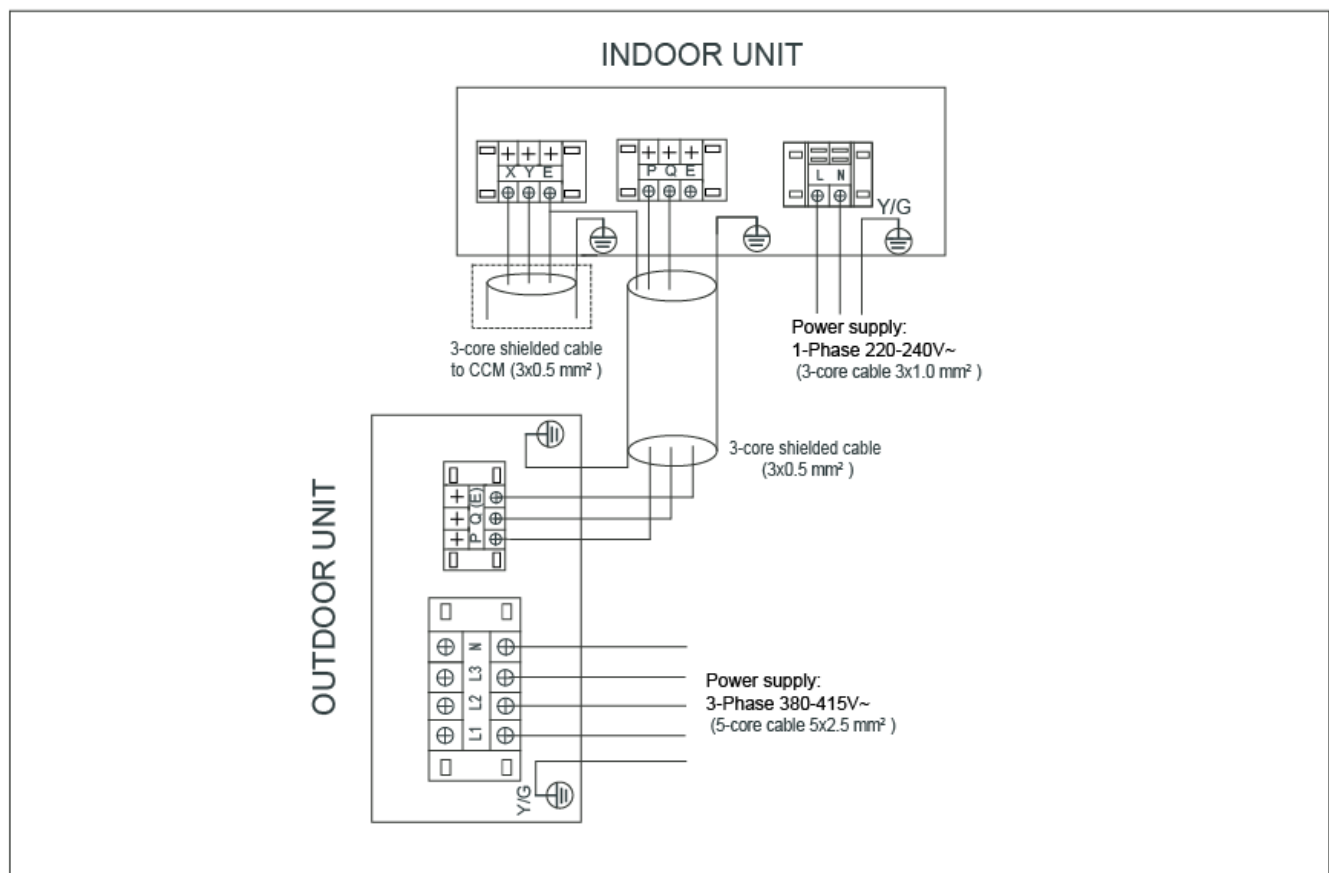 INDOOR UNIT
X Y E
P Q E
L N
Y/G
Power supply:
1-Phase 220-240V~
(3-core cable 3x1.0 mm² )
3-core shielded cable
to CCM (3x0.5 mm² )
3-core shielded cable
(3x0.5 mm² )
OUTDOOR UNIT
P Q (E)
L1 L2 L3 N
Power supply:
3-Phase 380-415V~
(5-core cable 5x2.5 mm² )
Y/G